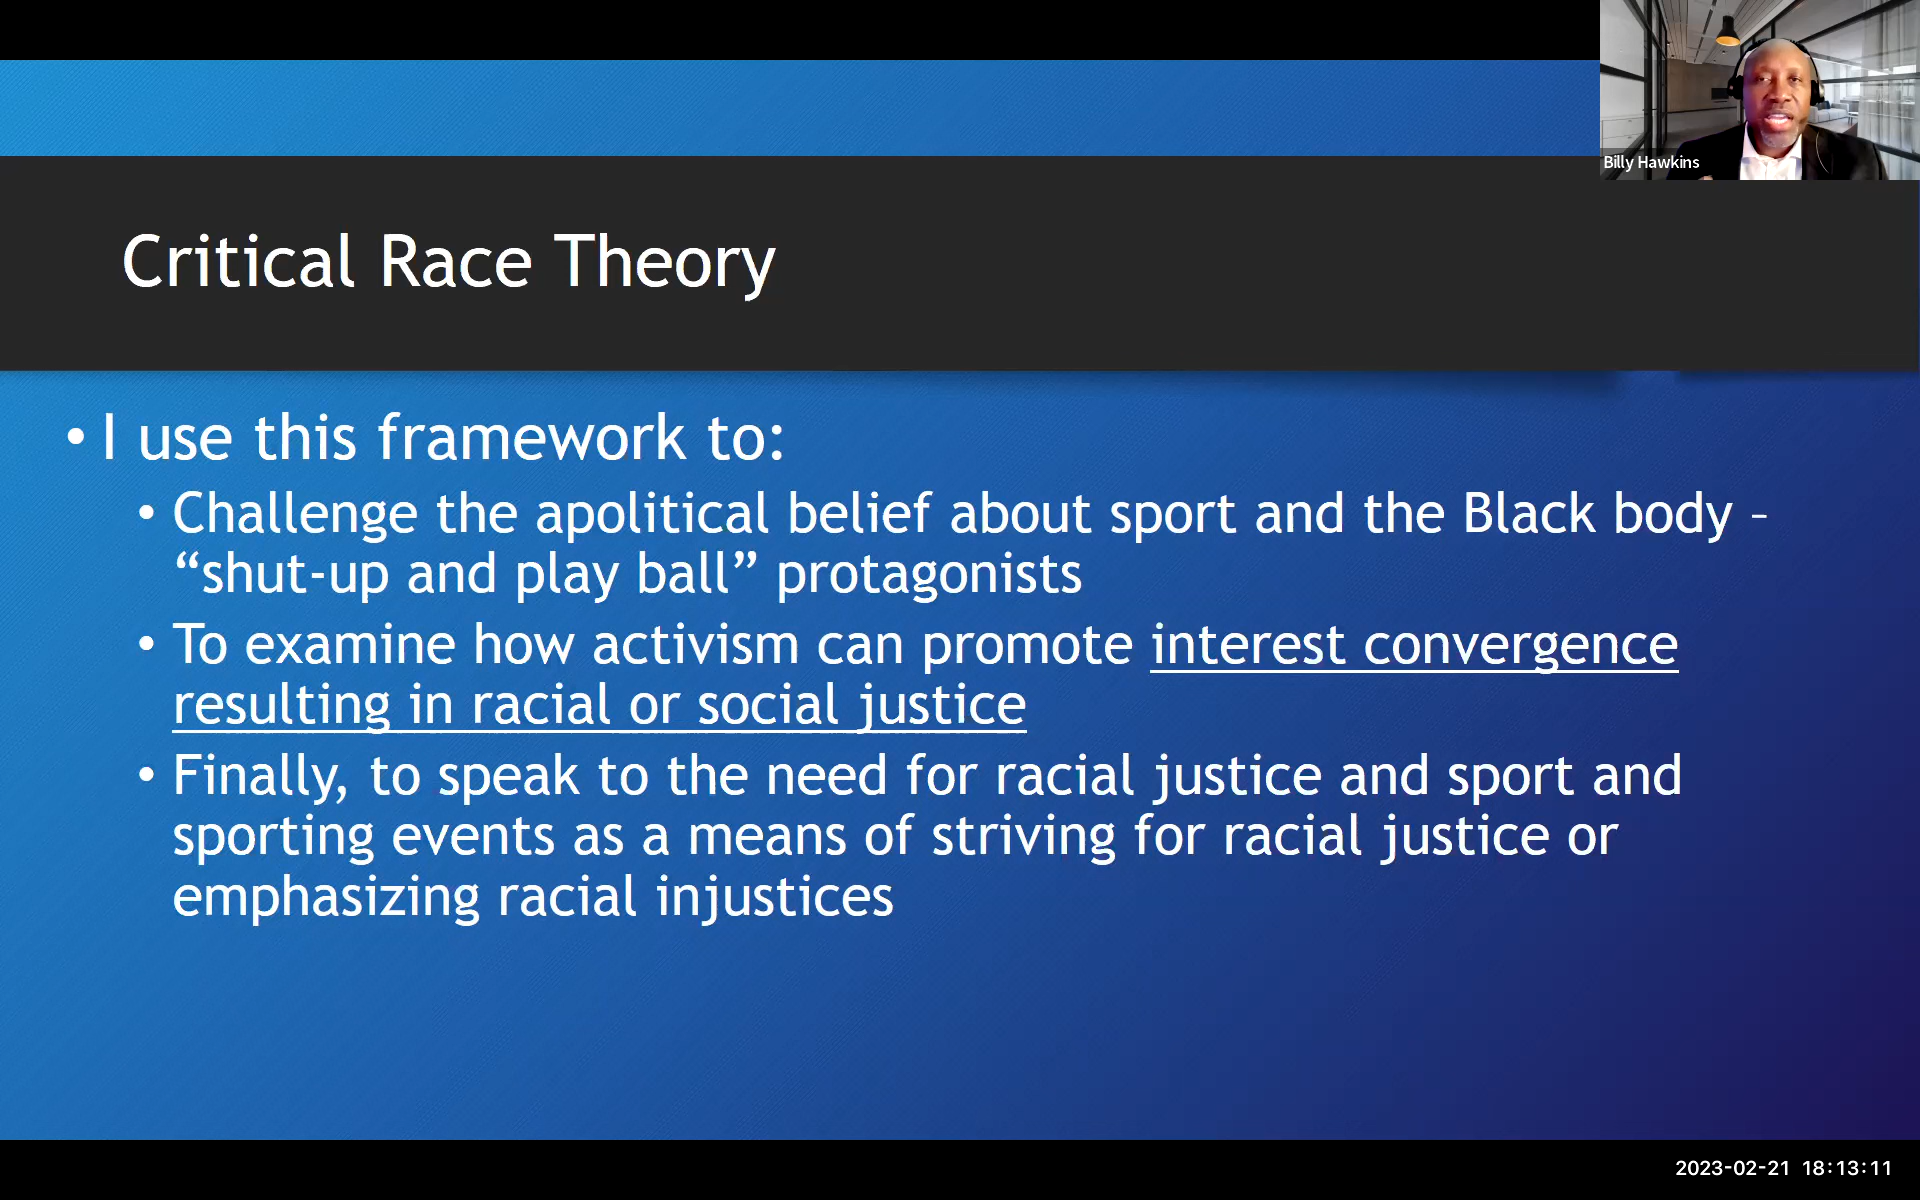 Billy Hawkins
Critical Race Theory
• I use this framework to:
• Challenge the apolitical belief about sport and the Black body –
“shut-up and play ball” protagonists
• To examine how activism can promote interest convergence
resulting in racial or social justice
• Finally, to speak to the need for racial justice and sport and
sporting events as a means of striving for racial justice or
emphasizing racial injustices
2023-02-21 18:13:11